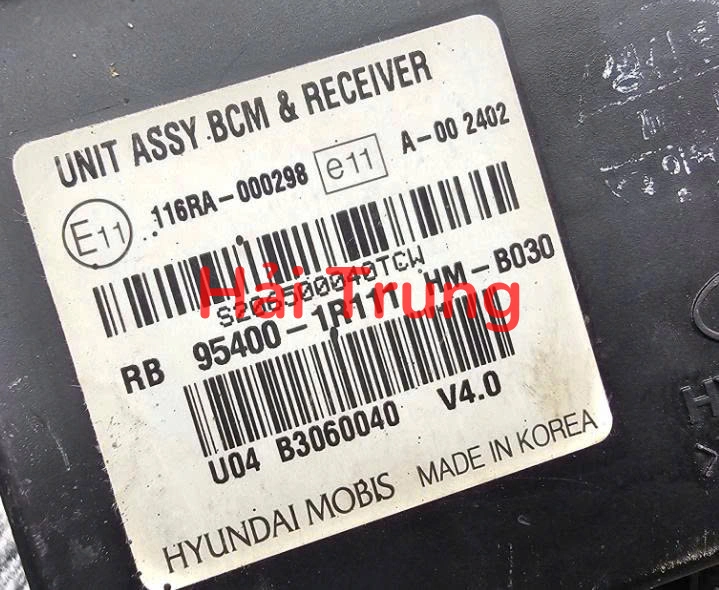 UNIT ASSY BCM & RECEIVER
E11 116RA-000298 e11 A-00 2402
Hải Trung
RB 95400-1R111 HM-B030
U04 B3060040 V4.0
HYUNDAI MOBIS MADE IN KOREA